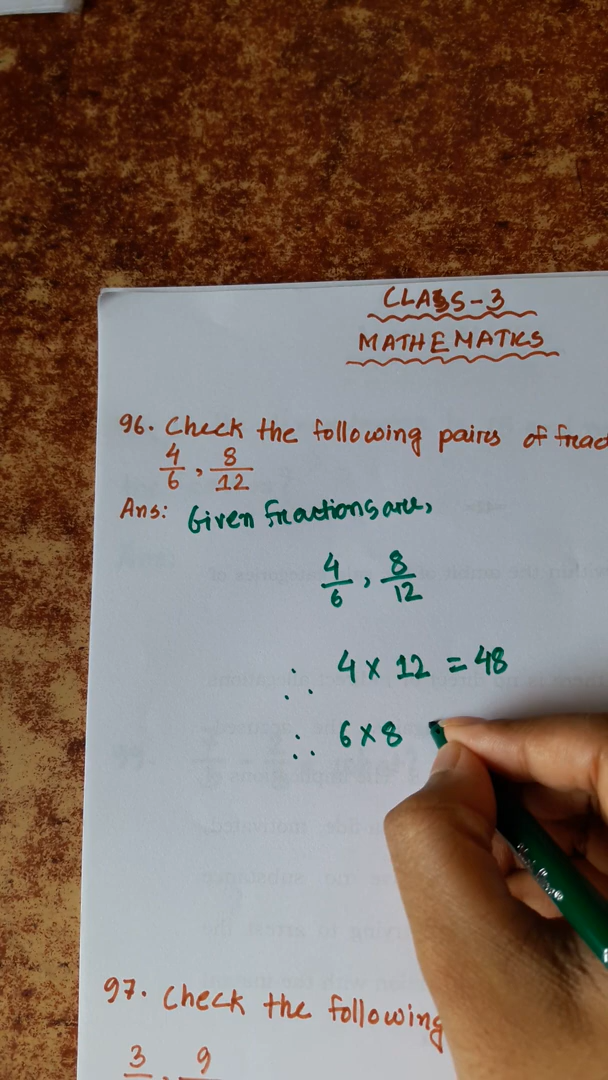 CLASS-3
MATHEMATICS
96. Check the following pairs of frac
4/6, 8/12
Ans: Given fractions are,
4/6, 8/12
∴ 4 × 12 = 48
∴ 6 × 8
97. Check the following
3 9